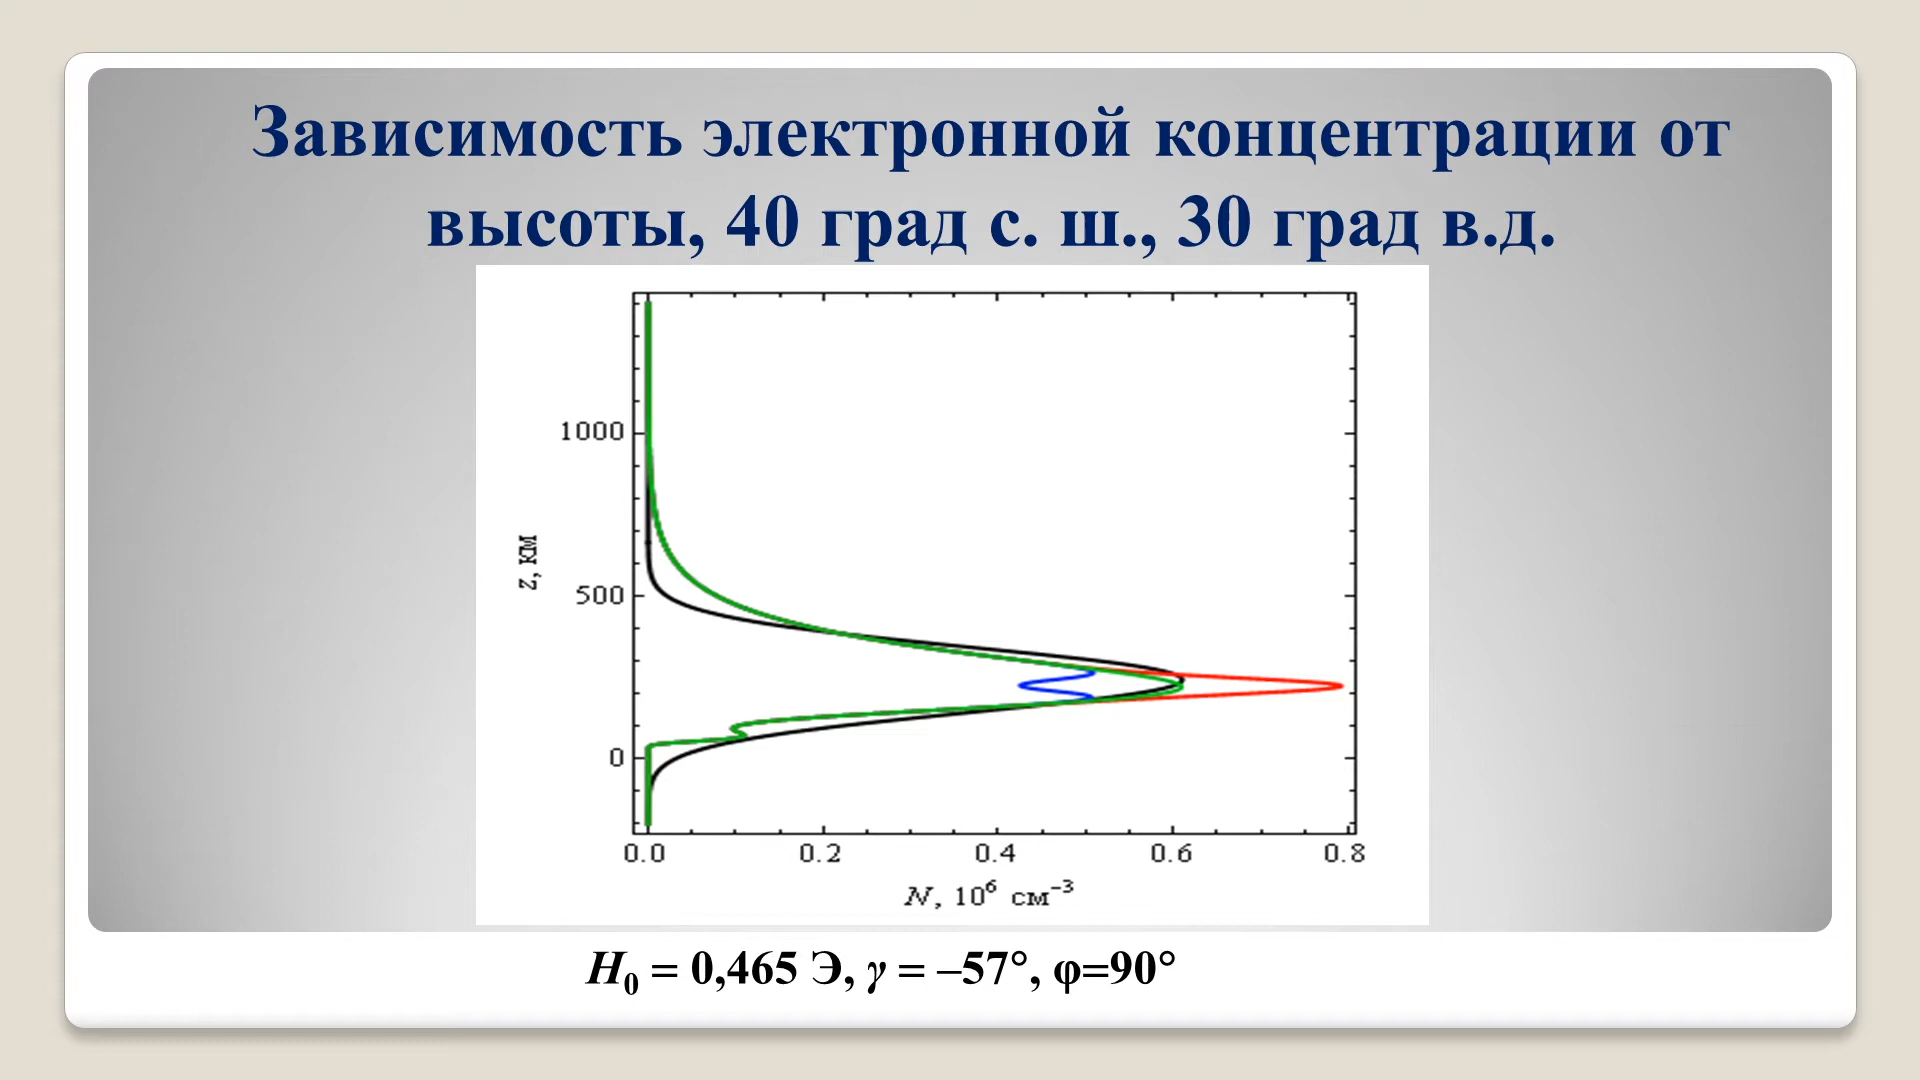 Зависимость электронной концентрации от
высоты, 40 град с. ш., 30 град в.д.
1000
500
0
z, км
0.0 0.2 0.4 0.6 0.8
N, 10⁶ см⁻³
H₀ = 0,465 Э, γ = –57°, φ=90°